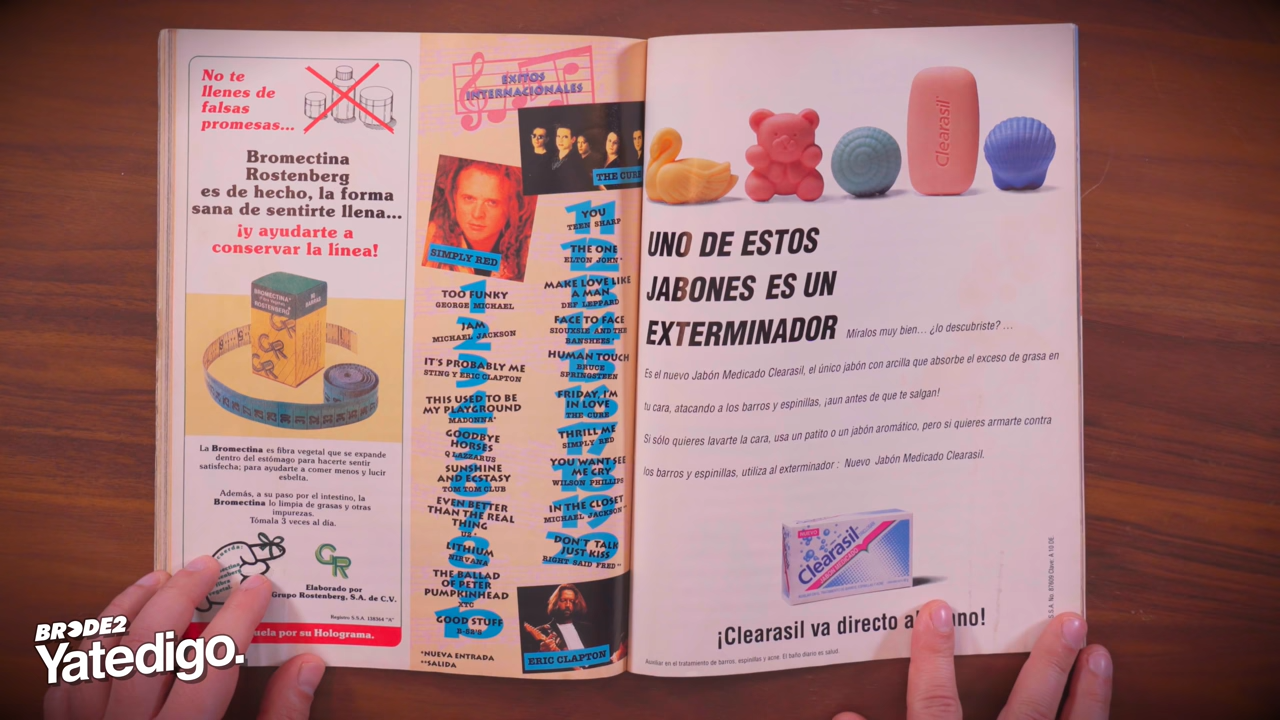 No te
llenes de
falsas
promesas...
Bromectina
Rostenberg
es de hecho, la forma
sana de sentirte llena...
¡y ayudarte a
conservar la línea!
BROMECTINA
ROSTENBERG
La Bromectina es fibra vegetal que se expande
dentro del estómago para hacerte sentir
satisfecha; para ayudarte a comer menos y lucir
esbelta.
Además, a su paso por el intestino, la
Bromectina lo limpia de grasas y otras
impurezas.
Tómala 3 veces al día.
GR
Elaborado por
Grupo Rostenberg, S.A. de C.V.
uela por su Holograma.
EXITOS
INTERNACIONALES
THE CURE
SIMPLY RED
TOO FUNKY
GEORGE MICHAEL
JAM
MICHAEL JACKSON
IT'S PROBABLY ME
STING Y ERIC CLAPTON
THIS USED TO BE
MY PLAYGROUND
MADONNA*
GOODBYE
HORSES
Q LAZZARUS
SUNSHINE
AND ECSTASY
TOM TOM CLUB
EVEN BETTER
THAN THE REAL
THING
U2*
LITHIUM
NIRVANA
THE BALLAD
OF PETER
PUMPKINHEAD
XTC
GOOD STUFF
B-52'S
*NUEVA ENTRADA
**SALIDA
YOU
TEEN SHARP
THE ONE
ELTON JOHN*
MAKE LOVE LIKE
A MAN
DEF LEPPARD
FACE TO FACE
SIOUXSIE AND THE
BANSHEES*
HUMAN TOUCH
BRUCE
SPRINGSTEEN
FRIDAY, I'M
IN LOVE
THE CURE
THRILL ME
SIMPLY RED
YOU WANT SEE
ME CRY
WILSON PHILLIPS
IN THE CLOSET
MICHAEL JACKSON**
DON'T TALK
JUST KISS
RIGHT SAID FRED**
ERIC CLAPTON
Clearasil
UNO DE ESTOS
JABONES ES UN
EXTERMINADOR Míralos muy bien... ¿lo descubriste? ...
Es el nuevo Jabón Medicado Clearasil, el único jabón con arcilla que absorbe el exceso de grasa en
tu cara, atacando a los barros y espinillas, ¡aun antes de que te salgan!
Si sólo quieres lavarte la cara, usa un patito o un jabón aromático, pero si quieres armarte contra
los barros y espinillas, utiliza al exterminador : Nuevo Jabón Medicado Clearasil.
Clearasil
¡Clearasil va directo al ano!
Auxiliar en el tratamiento de barros, espinillas y acne. El baño diario es salud.
BRODE2
Yatedigo.